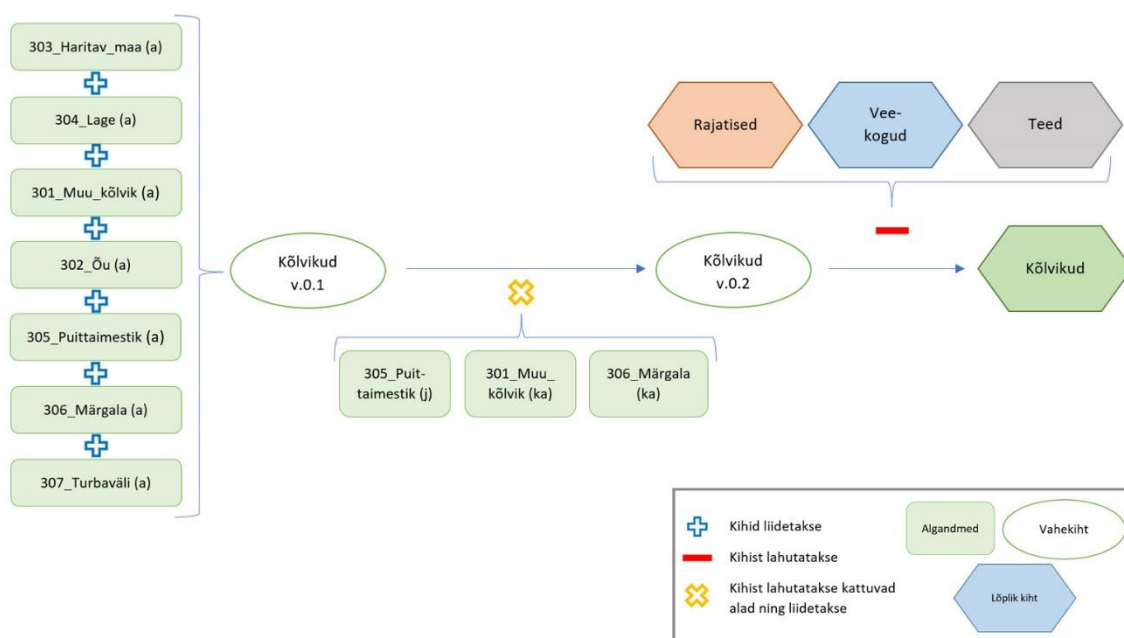 303_Haritav_maa (a)
304_Lage (a)
301_Muu_kõlvik (a)
302_Õu (a)
305_Puittaimestik (a)
306_Märgala (a)
307_Turbaväli (a)
Kõlvikud
v.0.1
305_Puit-
taimestik (j)
301_Muu_
kõlvik (ka)
306_Märgala
(ka)
Kõlvikud
v.0.2
Rajatised
Vee-
kogud
Teed
Kõlvikud
Kihid liidetakse
Kihist lahutatakse
Kihist lahutatakse kattuvad
alad ning liidetakse
Algandmed
Vahekiht
Lõplik kiht